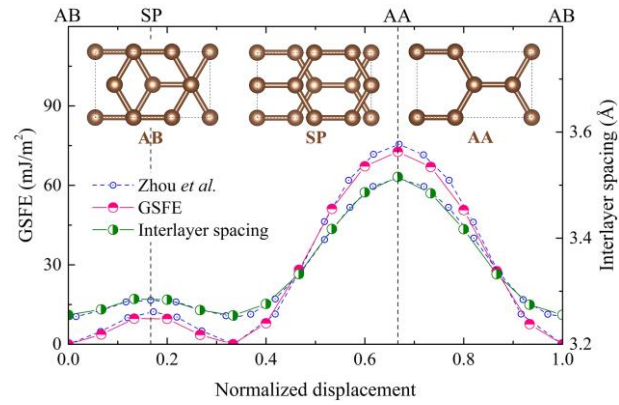 AB SP AA AB
AB SP AA
Zhou et al.
GSFE
Interlayer spacing
GSFE (mJ/m²)
0 30 60 90
Interlayer spacing (Å)
3.2 3.4 3.6
0.0 0.2 0.4 0.6 0.8 1.0
Normalized displacement